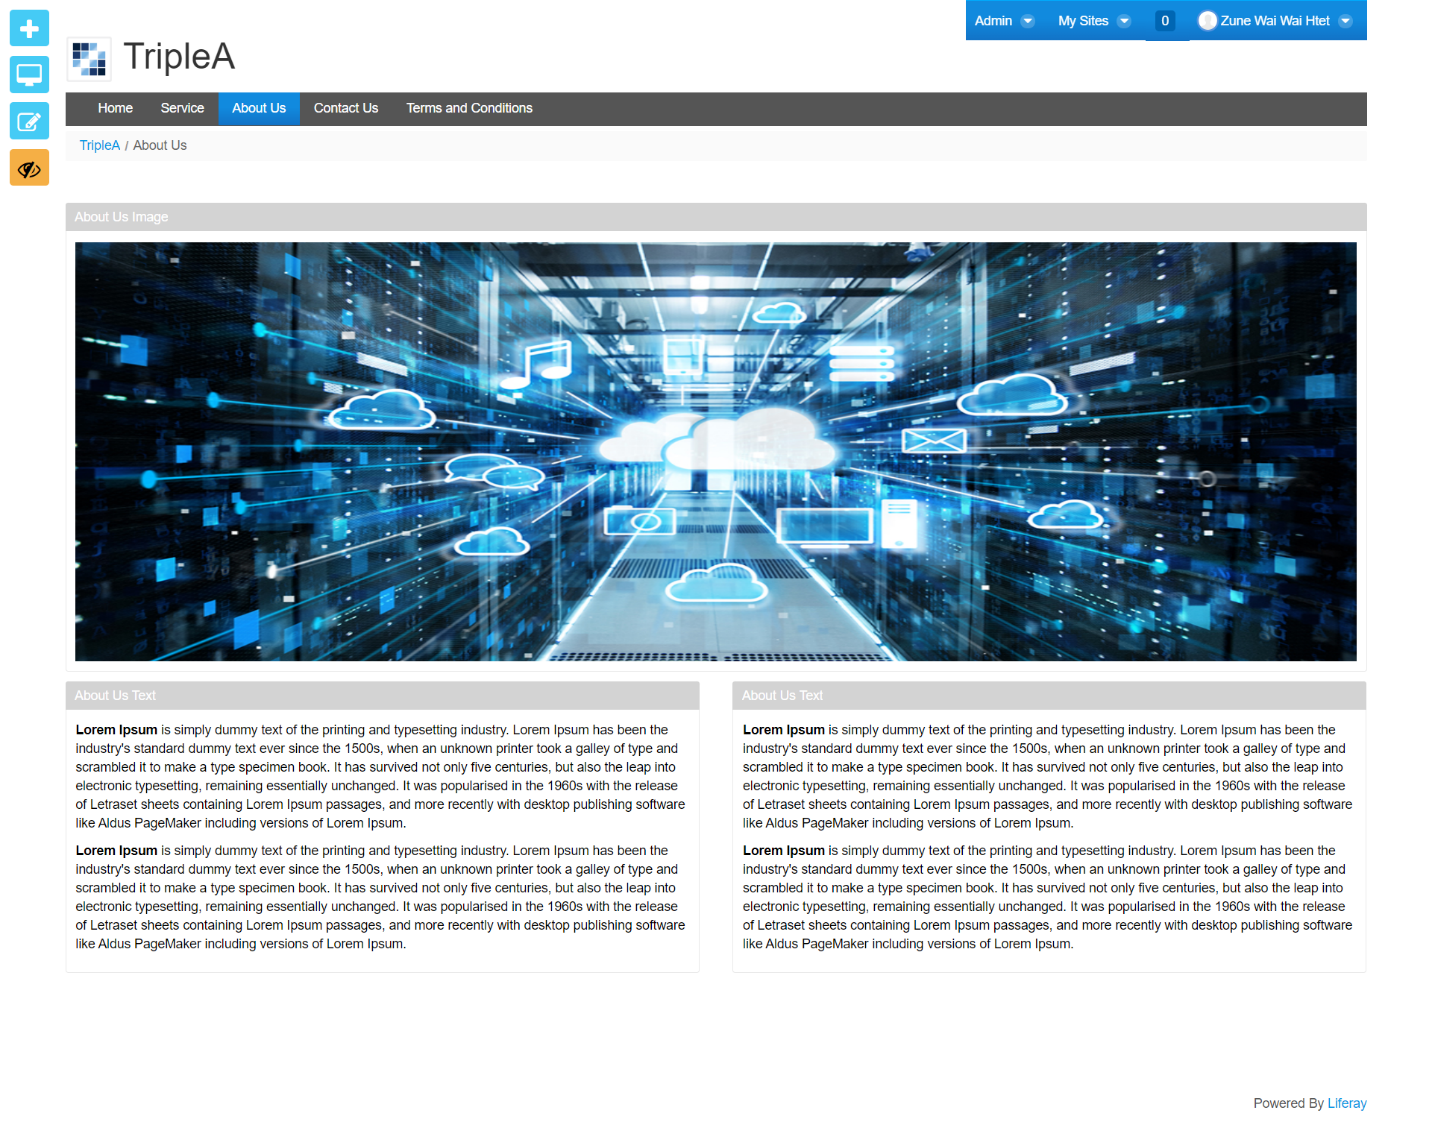 Admin My Sites 0 Zune Wai Wai Htet
TripleA
Home Service About Us Contact Us Terms and Conditions
TripleA / About Us
About Us Image
About Us Text
Lorem Ipsum is simply dummy text of the printing and typesetting industry. Lorem Ipsum has been the
industry's standard dummy text ever since the 1500s, when an unknown printer took a galley of type and
scrambled it to make a type specimen book. It has survived not only five centuries, but also the leap into
electronic typesetting, remaining essentially unchanged. It was popularised in the 1960s with the release
of Letraset sheets containing Lorem Ipsum passages, and more recently with desktop publishing software
like Aldus PageMaker including versions of Lorem Ipsum.
Lorem Ipsum is simply dummy text of the printing and typesetting industry. Lorem Ipsum has been the
industry's standard dummy text ever since the 1500s, when an unknown printer took a galley of type and
scrambled it to make a type specimen book. It has survived not only five centuries, but also the leap into
electronic typesetting, remaining essentially unchanged. It was popularised in the 1960s with the release
of Letraset sheets containing Lorem Ipsum passages, and more recently with desktop publishing software
like Aldus PageMaker including versions of Lorem Ipsum.
About Us Text
Lorem Ipsum is simply dummy text of the printing and typesetting industry. Lorem Ipsum has been the
industry's standard dummy text ever since the 1500s, when an unknown printer took a galley of type and
scrambled it to make a type specimen book. It has survived not only five centuries, but also the leap into
electronic typesetting, remaining essentially unchanged. It was popularised in the 1960s with the release
of Letraset sheets containing Lorem Ipsum passages, and more recently with desktop publishing software
like Aldus PageMaker including versions of Lorem Ipsum.
Lorem Ipsum is simply dummy text of the printing and typesetting industry. Lorem Ipsum has been the
industry's standard dummy text ever since the 1500s, when an unknown printer took a galley of type and
scrambled it to make a type specimen book. It has survived not only five centuries, but also the leap into
electronic typesetting, remaining essentially unchanged. It was popularised in the 1960s with the release
of Letraset sheets containing Lorem Ipsum passages, and more recently with desktop publishing software
like Aldus PageMaker including versions of Lorem Ipsum.
Powered By Liferay